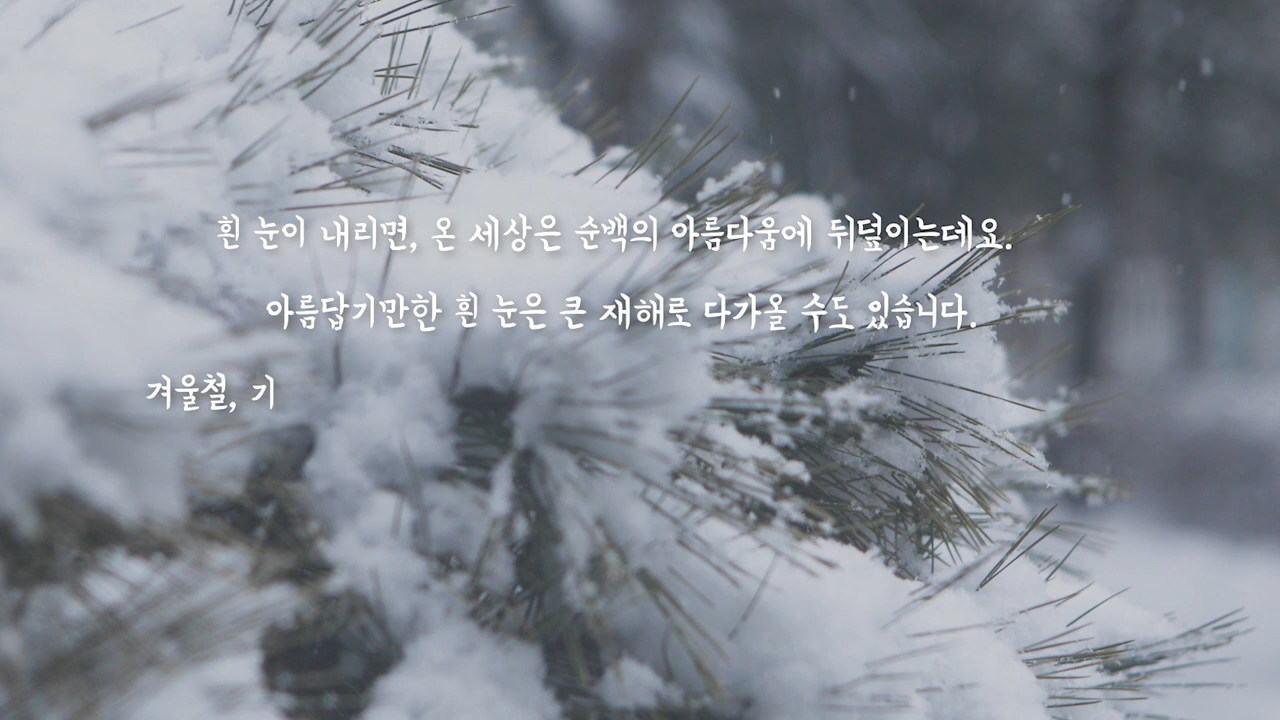 흰 눈이 내리면, 온 세상은 순백의 아름다움에 뒤덮이는데요.
아름답기만한 흰 눈은 큰 재해로 다가올 수도 있습니다.
겨울철, 기